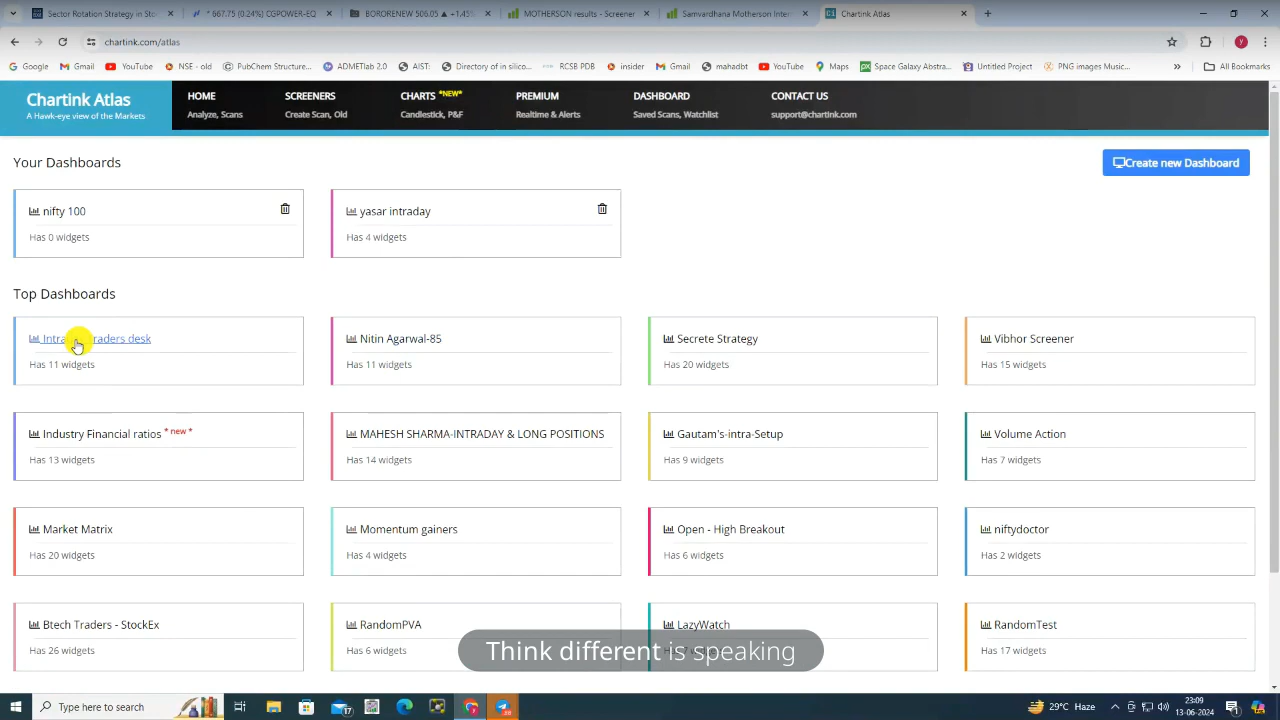 Sector Rotation Strategy in Stoc
* 667.75 (0.24%) CGPOWER-EQ
BORORENEW 506.05 ▲ +1.45%
MOTHERSON results - Screener
Samvardhana Motherson Inter
Chartink Atlas
chartink.com/atlas
Google
Gmail
YouTube
NSE - old
PubChem Structure...
ADMETlab 2.0
AIST:
Directory of in silico...
RCSB PDB
insider
Gmail
mahadbt
YouTube
Maps
Space Galaxy Abstra...
Untitled Project
PNG images Music...
»
All Bookmarks
Chartink Atlas
A Hawk-eye view of the Markets
HOME
Analyze, Scans
SCREENERS
Create Scan, Old
CHARTS *NEW*
Candlestick, P&F
PREMIUM
Realtime & Alerts
DASHBOARD
Saved Scans, Watchlist
CONTACT US
support@chartink.com
Your Dashboards
Create new Dashboard
nifty 100
Has 0 widgets
yasar intraday
Has 4 widgets
Top Dashboards
traders desk
Has 11 widgets
Nitin Agarwal-85
Has 11 widgets
Secrete Strategy
Has 20 widgets
Vibhor Screener
Has 15 widgets
Industry Financial ratios * new *
Has 13 widgets
MAHESH SHARMA-INTRADAY & LONG POSITIONS
Has 14 widgets
Gautam's-intra-Setup
Has 9 widgets
Volume Action
Has 7 widgets
Market Matrix
Has 20 widgets
Momentum gainers
Has 4 widgets
Open - High Breakout
Has 6 widgets
niftydoctor
Has 2 widgets
Btech Traders - StockEx
Has 26 widgets
RandomPVA
Has 6 widgets
LazyWatch
RandomTest
Has 17 widgets
Think different is speaking
Type here to search
29°C Haze
23:09
13-06-2024